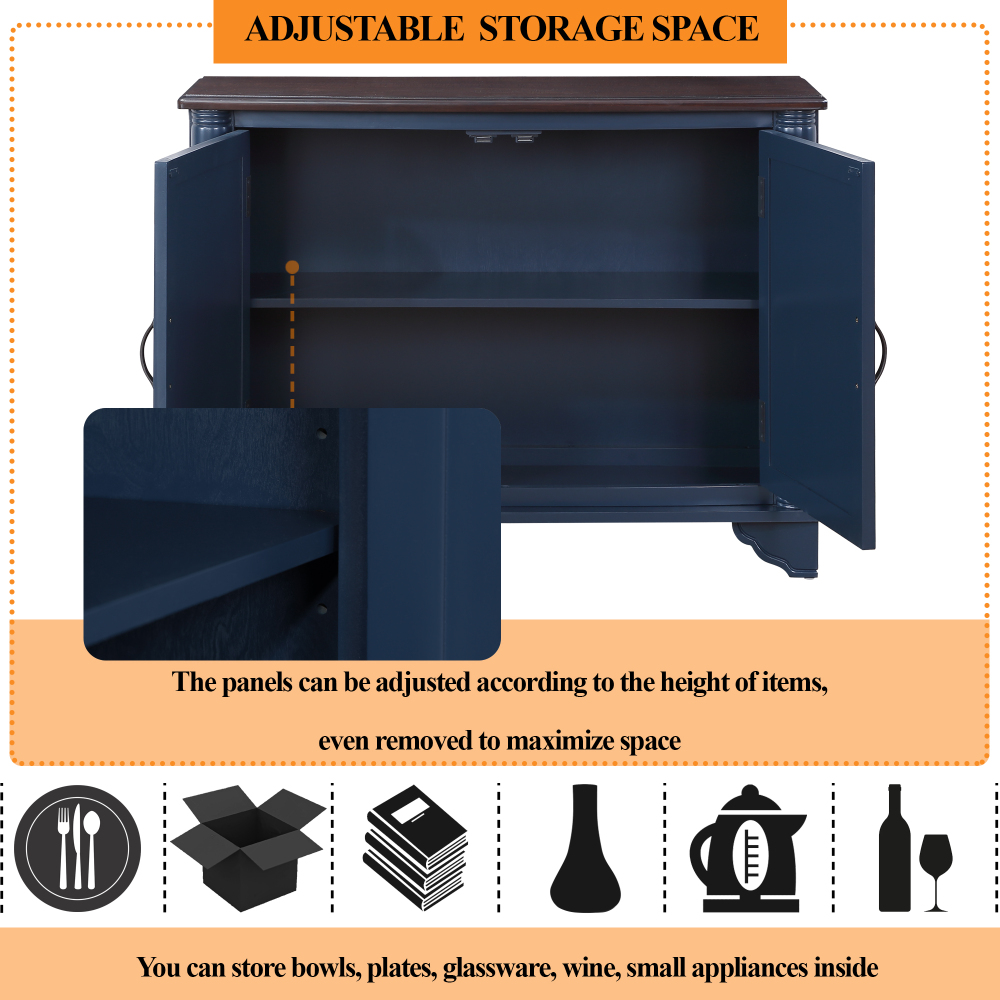 ADJUSTABLE STORAGE SPACE
The panels can be adjusted according to the height of items,
even removed to maximize space
You can store bowls, plates, glassware, wine, small appliances inside